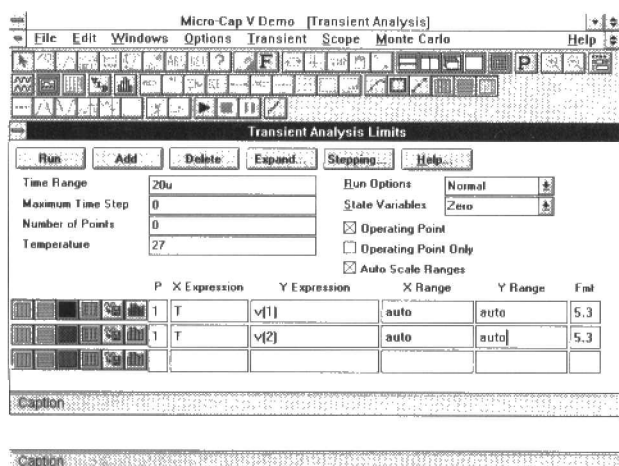 Micro-Cap V Demo [Transient Analysis]
File Edit Windows Options Transient Scope Monte Carlo Help
F P
Transient Analysis Limits
Run Add Delete Expand... Stepping... Help...
Time Range 20u Run Options Normal
Maximum Time Step 0 State Variables Zero
Number of Points 0 Operating Point
Temperature 27 Operating Point Only
Auto Scale Ranges
P X Expression Y Expression X Range Y Range Fmt
1 T v(1) auto auto 5.3
1 T v(2) auto auto 5.3
Caption
Caption